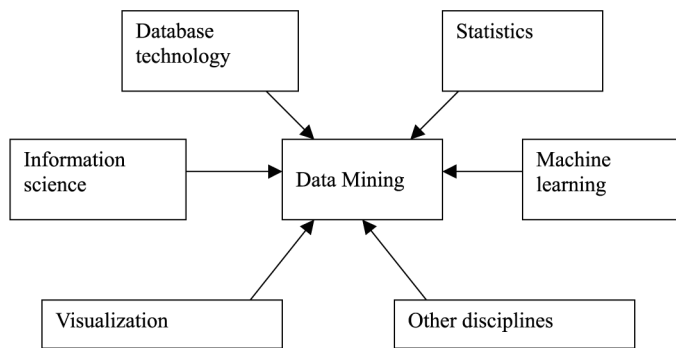 Database
technology
Statistics
Information
science
Data Mining
Machine
learning
Visualization
Other disciplines